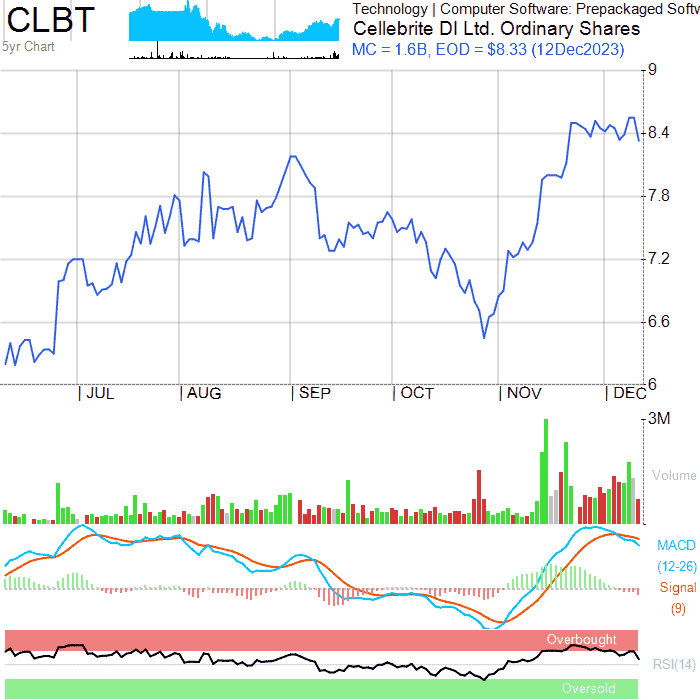 CLBT
5yr Chart
Technology | Computer Software: Prepackaged Softw
Cellebrite DI Ltd. Ordinary Shares
MC = 1.6B, EOD = $8.33 (12Dec2023)
9
8.4
7.8
7.2
6.6
6
JUL
AUG
SEP
OCT
NOV
DEC
3M
Volume
MACD
(12-26)
Signal
(9)
Overbought
RSI(14)
Oversold